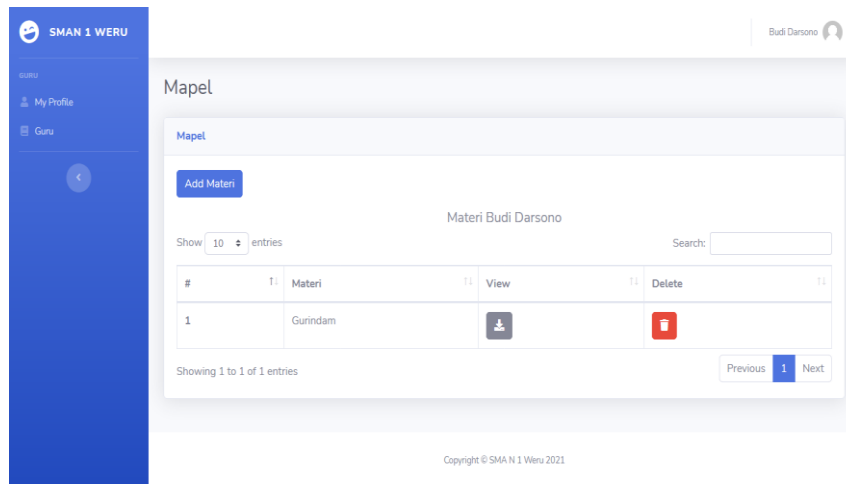 SMAN 1 WERU
Budi Darsono
GURU
My Profile
Guru
Mapel
Mapel
Add Materi
Materi Budi Darsono
Show 10 entries
Search:
# Materi View Delete
1 Gurindam
Showing 1 to 1 of 1 entries
Previous 1 Next
Copyright © SMA N 1 Weru 2021